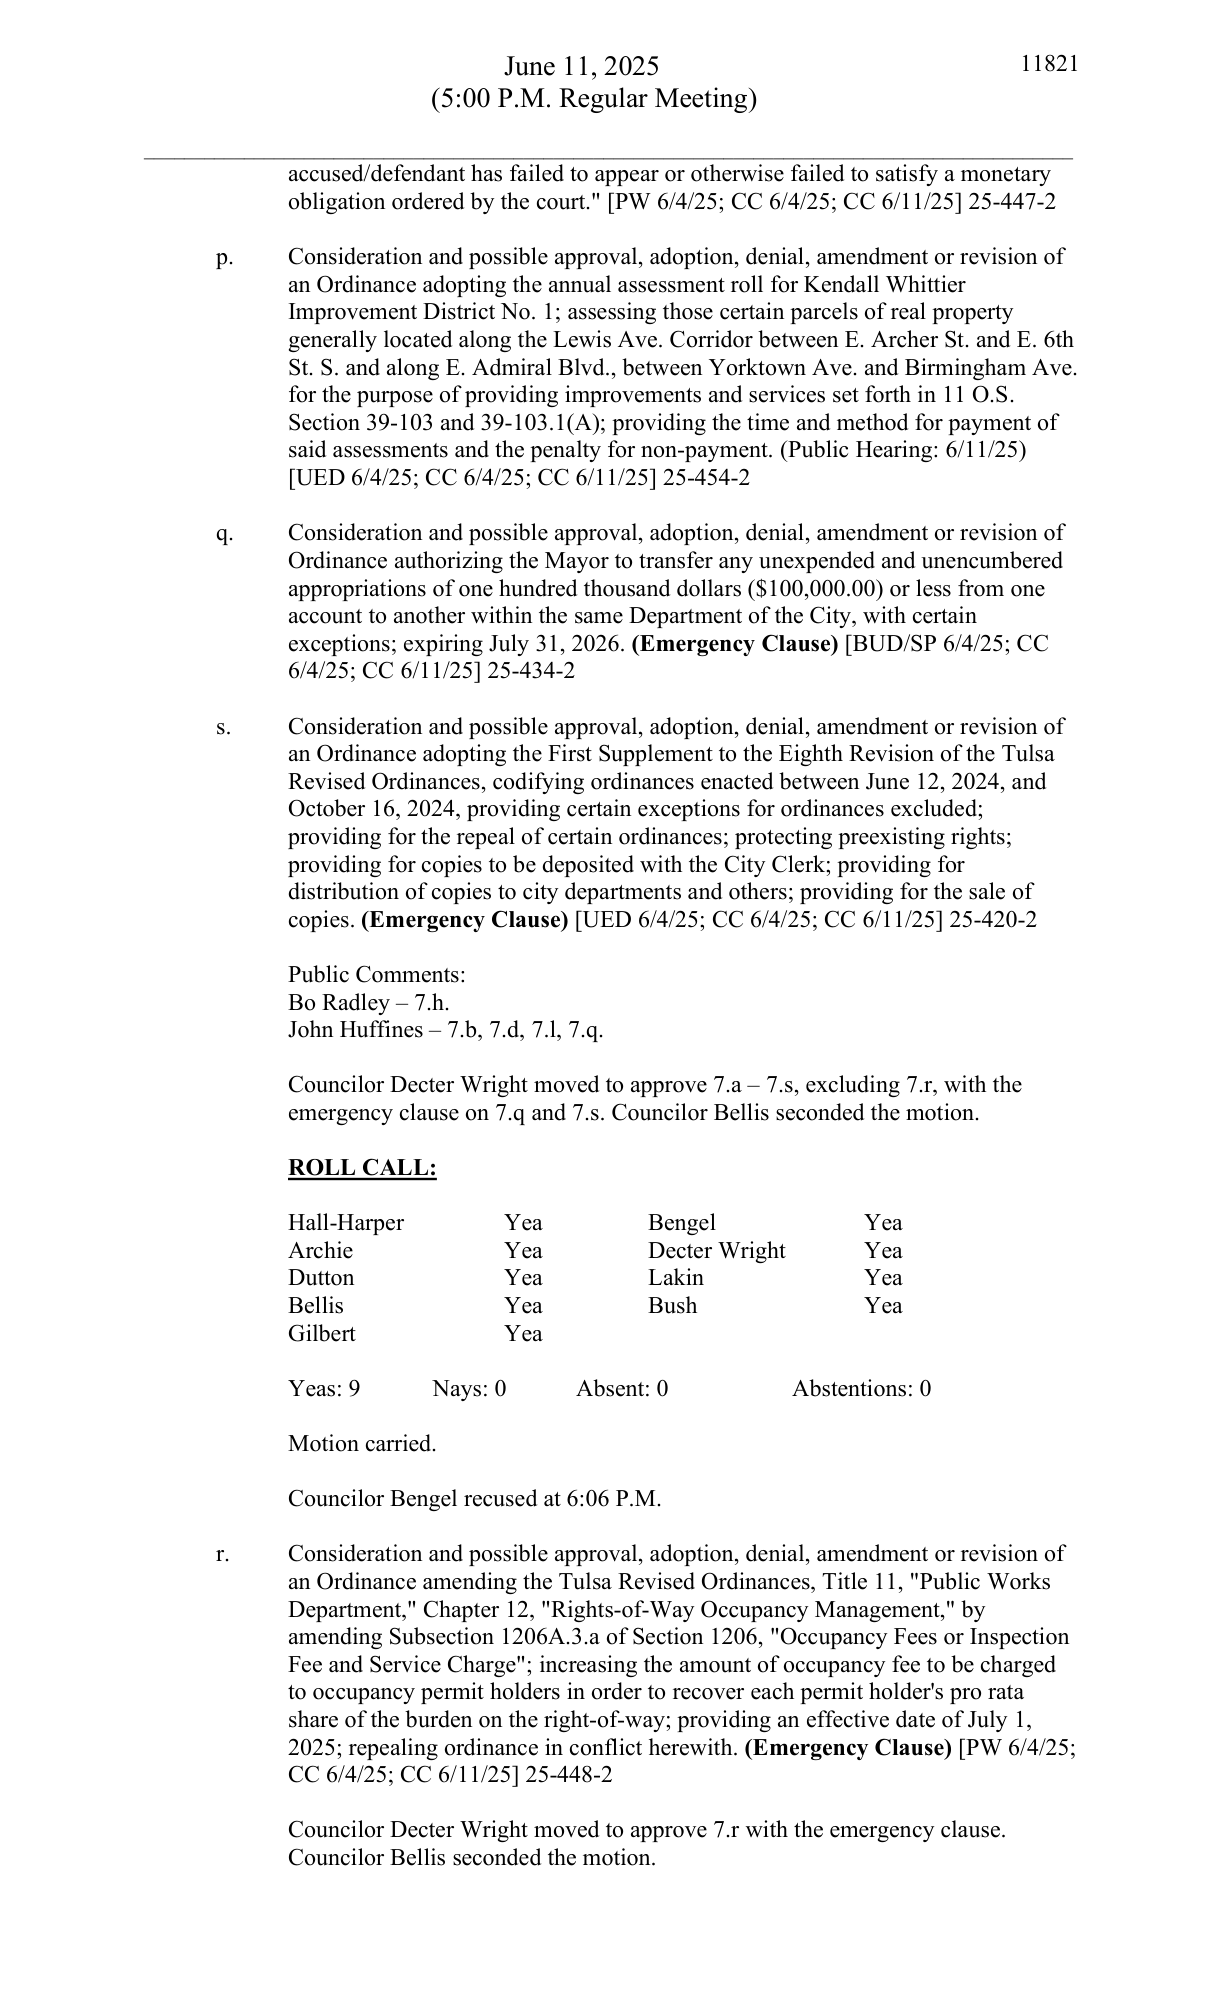 June 11, 2025
11821
(5:00 P.M. Regular Meeting)
accused/defendant has failed to appear or otherwise failed to satisfy a monetary
obligation ordered by the court." [PW 6/4/25; CC 6/4/25; CC 6/11/25] 25-447-2
p. Consideration and possible approval, adoption, denial, amendment or revision of
an Ordinance adopting the annual assessment roll for Kendall Whittier
Improvement District No. 1; assessing those certain parcels of real property
generally located along the Lewis Ave. Corridor between E. Archer St. and E. 6th
St. S. and along E. Admiral Blvd., between Yorktown Ave. and Birmingham Ave.
for the purpose of providing improvements and services set forth in 11 O.S.
Section 39-103 and 39-103.1(A); providing the time and method for payment of
said assessments and the penalty for non-payment. (Public Hearing: 6/11/25)
[UED 6/4/25; CC 6/4/25; CC 6/11/25] 25-454-2
q. Consideration and possible approval, adoption, denial, amendment or revision of
Ordinance authorizing the Mayor to transfer any unexpended and unencumbered
appropriations of one hundred thousand dollars ($100,000.00) or less from one
account to another within the same Department of the City, with certain
exceptions; expiring July 31, 2026. (Emergency Clause) [BUD/SP 6/4/25; CC
6/4/25; CC 6/11/25] 25-434-2
s. Consideration and possible approval, adoption, denial, amendment or revision of
an Ordinance adopting the First Supplement to the Eighth Revision of the Tulsa
Revised Ordinances, codifying ordinances enacted between June 12, 2024, and
October 16, 2024, providing certain exceptions for ordinances excluded;
providing for the repeal of certain ordinances; protecting preexisting rights;
providing for copies to be deposited with the City Clerk; providing for
distribution of copies to city departments and others; providing for the sale of
copies. (Emergency Clause) [UED 6/4/25; CC 6/4/25; CC 6/11/25] 25-420-2
Public Comments:
Bo Radley – 7.h.
John Huffines – 7.b, 7.d, 7.l, 7.q.
Councilor Decter Wright moved to approve 7.a – 7.s, excluding 7.r, with the
emergency clause on 7.q and 7.s. Councilor Bellis seconded the motion.
ROLL CALL:
Hall-Harper Yea Bengel Yea
Archie Yea Decter Wright Yea
Dutton Yea Lakin Yea
Bellis Yea Bush Yea
Gilbert Yea
Yeas: 9 Nays: 0 Absent: 0 Abstentions: 0
Motion carried.
Councilor Bengel recused at 6:06 P.M.
r. Consideration and possible approval, adoption, denial, amendment or revision of
an Ordinance amending the Tulsa Revised Ordinances, Title 11, "Public Works
Department," Chapter 12, "Rights-of-Way Occupancy Management," by
amending Subsection 1206A.3.a of Section 1206, "Occupancy Fees or Inspection
Fee and Service Charge"; increasing the amount of occupancy fee to be charged
to occupancy permit holders in order to recover each permit holder's pro rata
share of the burden on the right-of-way; providing an effective date of July 1,
2025; repealing ordinance in conflict herewith. (Emergency Clause) [PW 6/4/25;
CC 6/4/25; CC 6/11/25] 25-448-2
Councilor Decter Wright moved to approve 7.r with the emergency clause.
Councilor Bellis seconded the motion.